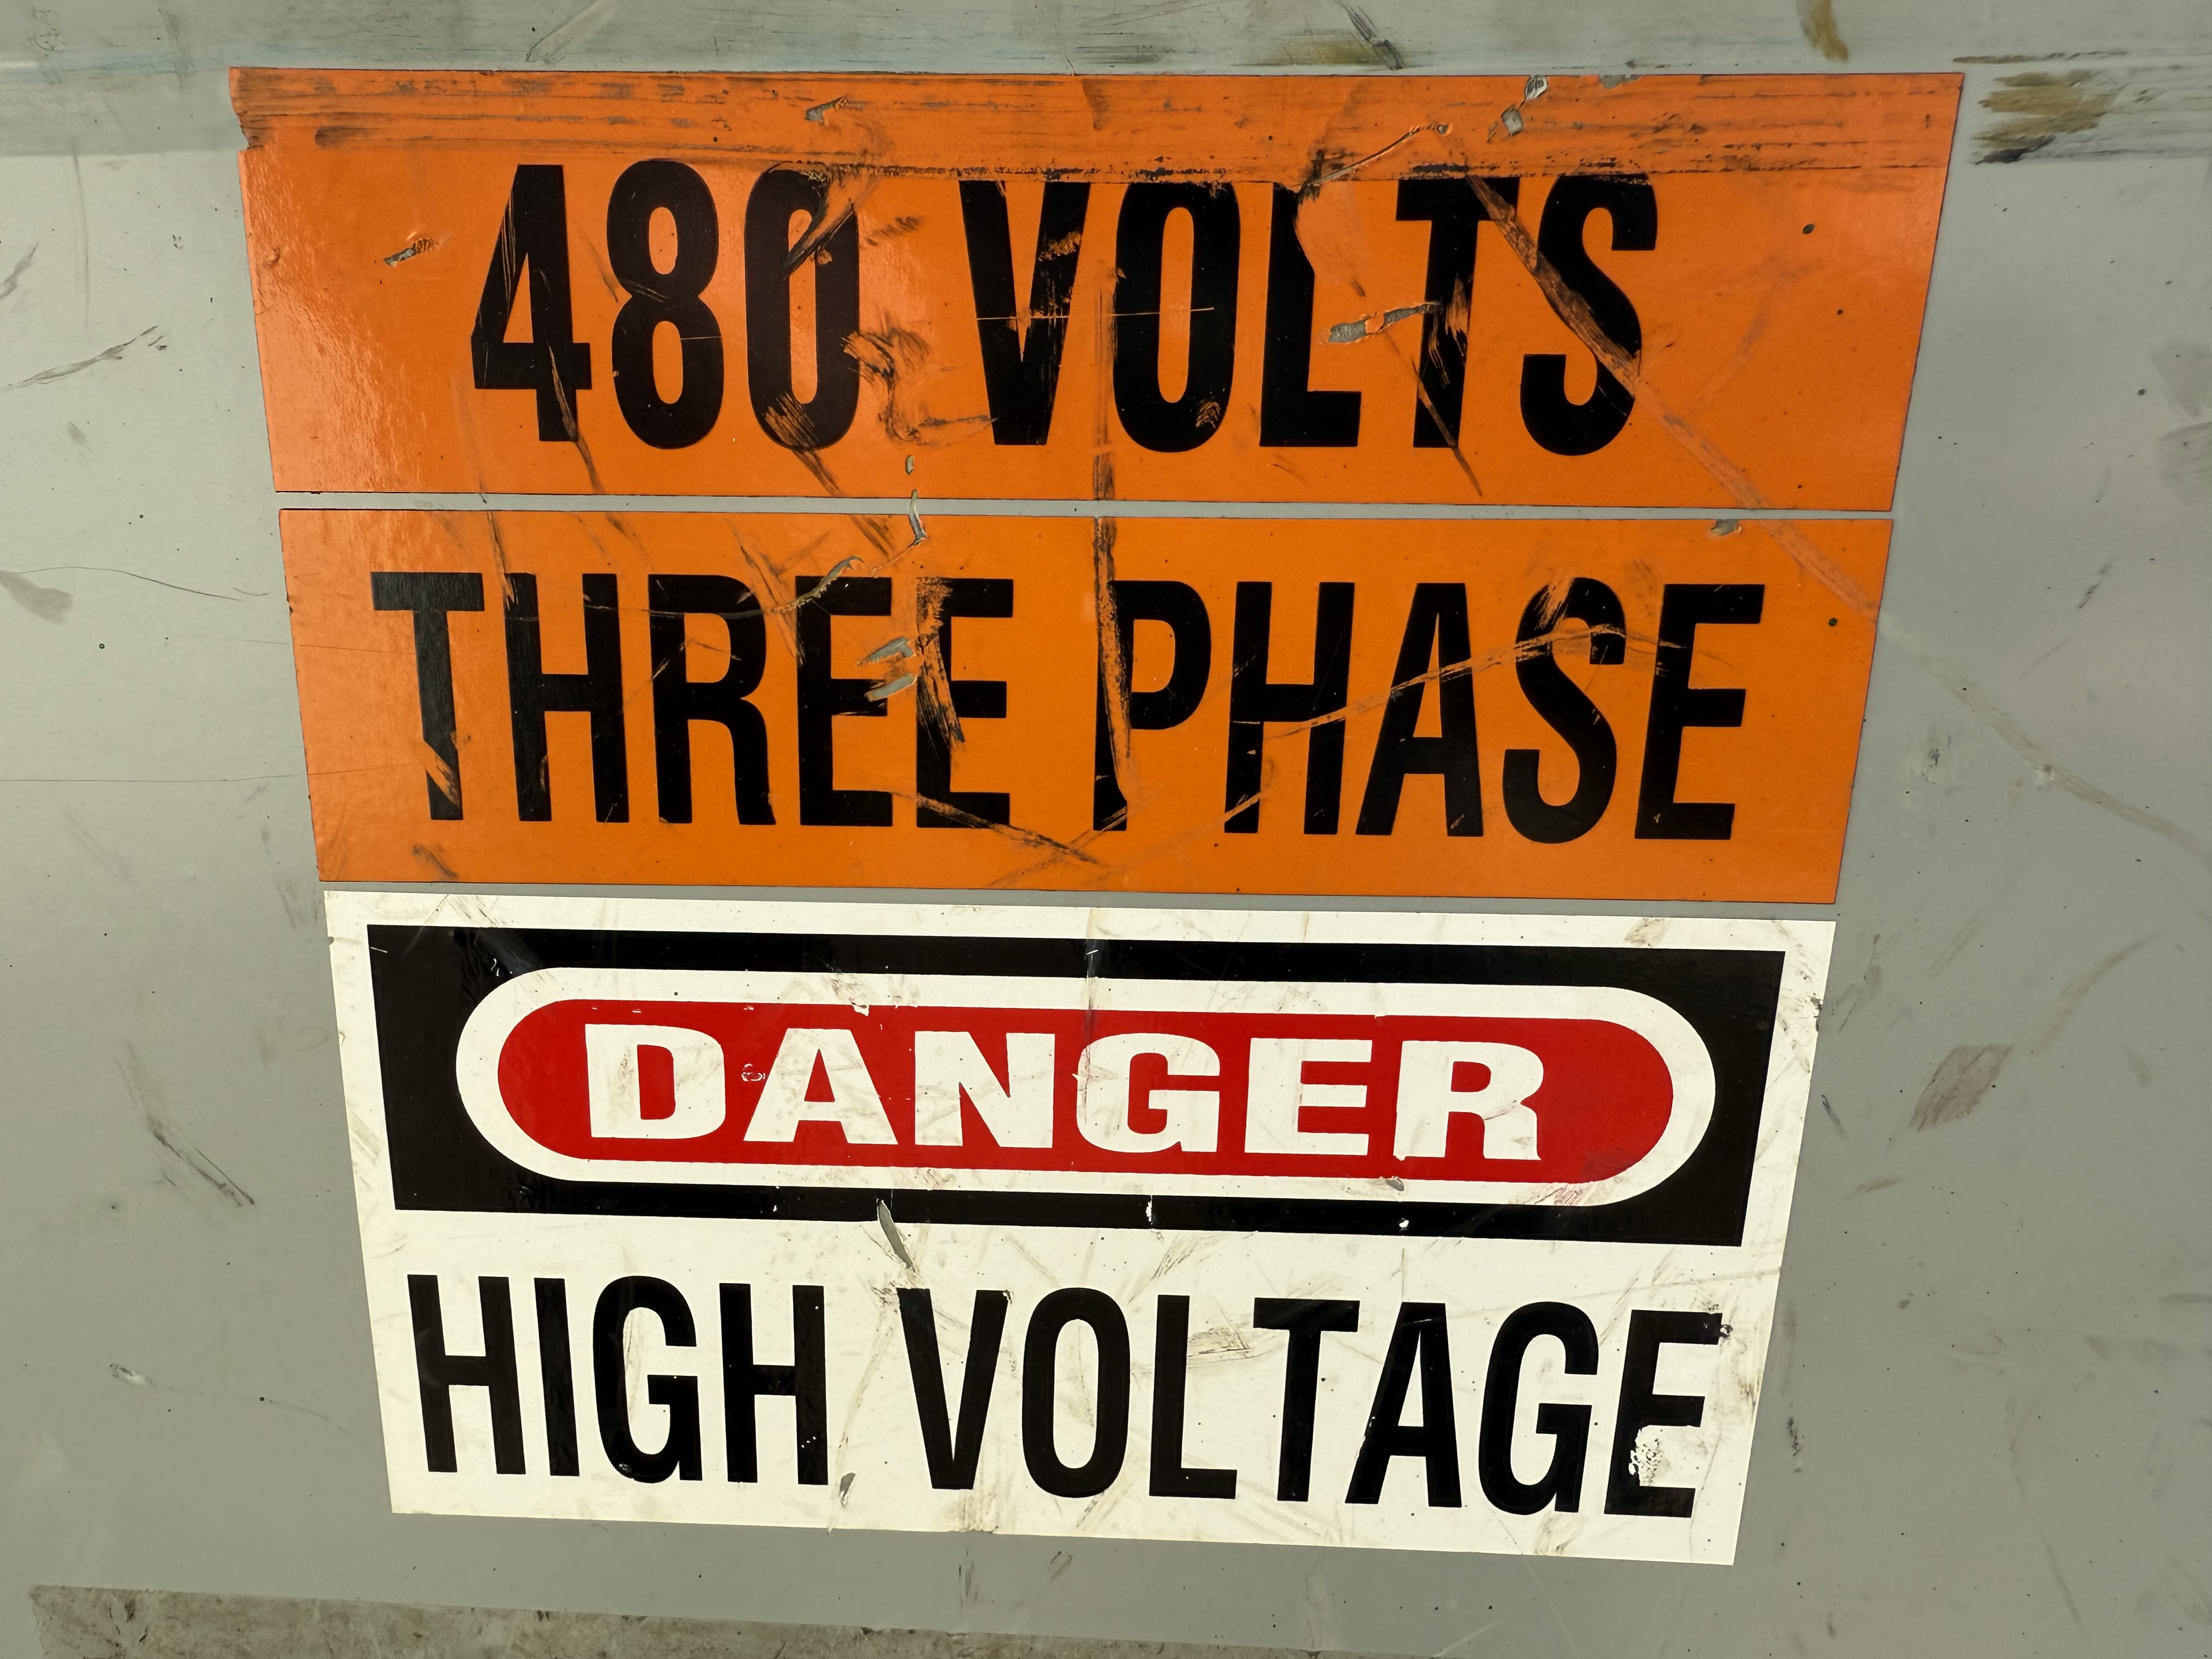 480 VOLTS
THREE PHASE
DANGER
HIGH VOLTAGE